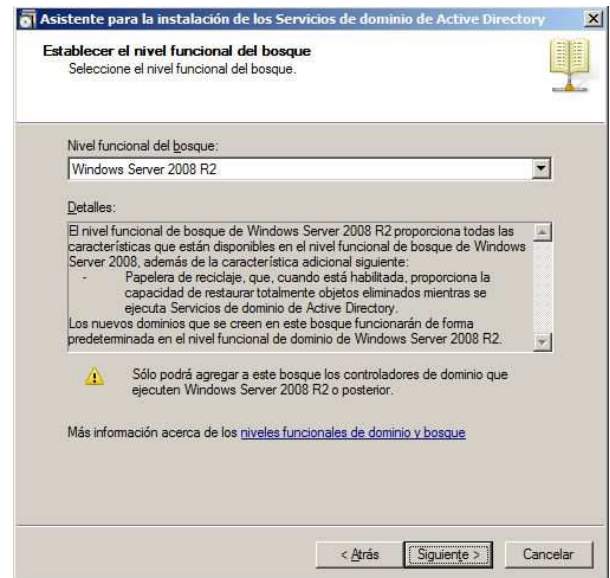 Asistente para la instalación de los Servicios de dominio de Active Directory
Establecer el nivel funcional del bosque
Seleccione el nivel funcional del bosque.
Nivel funcional del bosque:
Windows Server 2008 R2
Detalles:
El nivel funcional de bosque de Windows Server 2008 R2 proporciona todas las
características que están disponibles en el nivel funcional de bosque de Windows
Server 2008, además de la característica adicional siguiente:
- Papelera de reciclaje, que, cuando está habilitada, proporciona la
capacidad de restaurar totalmente objetos eliminados mientras se
ejecuta Servicios de dominio de Active Directory.
Los nuevos dominios que se creen en este bosque funcionarán de forma
predeterminada en el nivel funcional de dominio de Windows Server 2008 R2.
Sólo podrá agregar a este bosque los controladores de dominio que
ejecuten Windows Server 2008 R2 o posterior.
Más información acerca de los niveles funcionales de dominio y bosque
< Atrás
Siguiente >
Cancelar